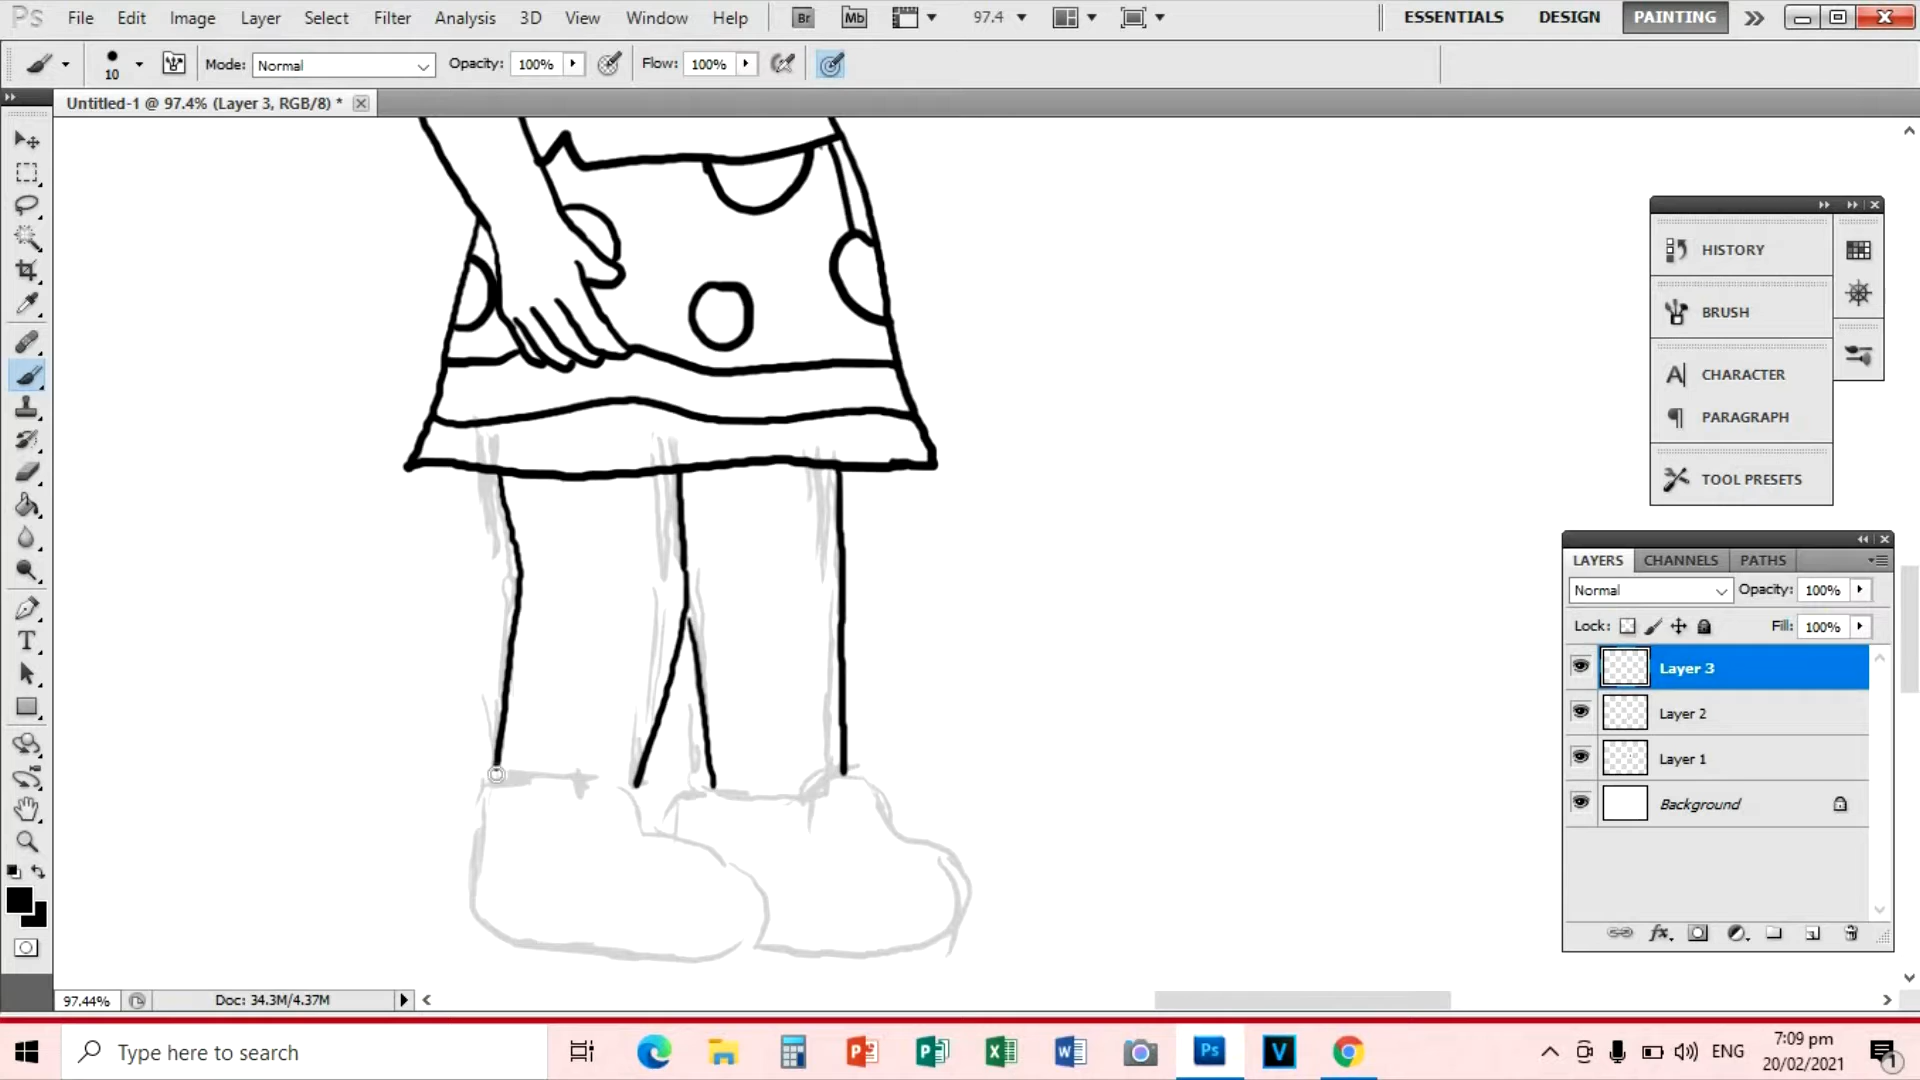 Ps File Edit Image Layer Select Filter Analysis 3D View Window Help Br Mb 97.4 ESSENTIALS DESIGN PAINTING
10 Mode: Normal Opacity: 100% Flow: 100%
Untitled-1 @ 97.4% (Layer 3, RGB/8) *
HISTORY
BRUSH
CHARACTER
PARAGRAPH
TOOL PRESETS
LAYERS CHANNELS PATHS
Normal Opacity: 100%
Lock: Fill: 100%
Layer 3
Layer 2
Layer 1
Background
97.44% Doc: 34.3M/4.37M
Type here to search
ENG
7:09 pm
20/02/2021
1